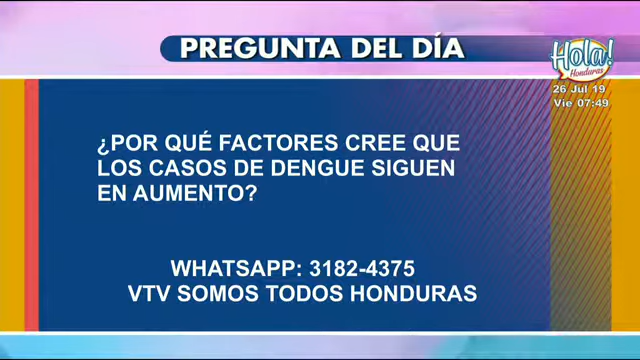 PREGUNTA DEL DÍA
Hola!
Honduras
26 Jul 19
Vie 07:49
¿POR QUÉ FACTORES CREE QUE
LOS CASOS DE DENGUE SIGUEN
EN AUMENTO?
WHATSAPP: 3182-4375
VTV SOMOS TODOS HONDURAS